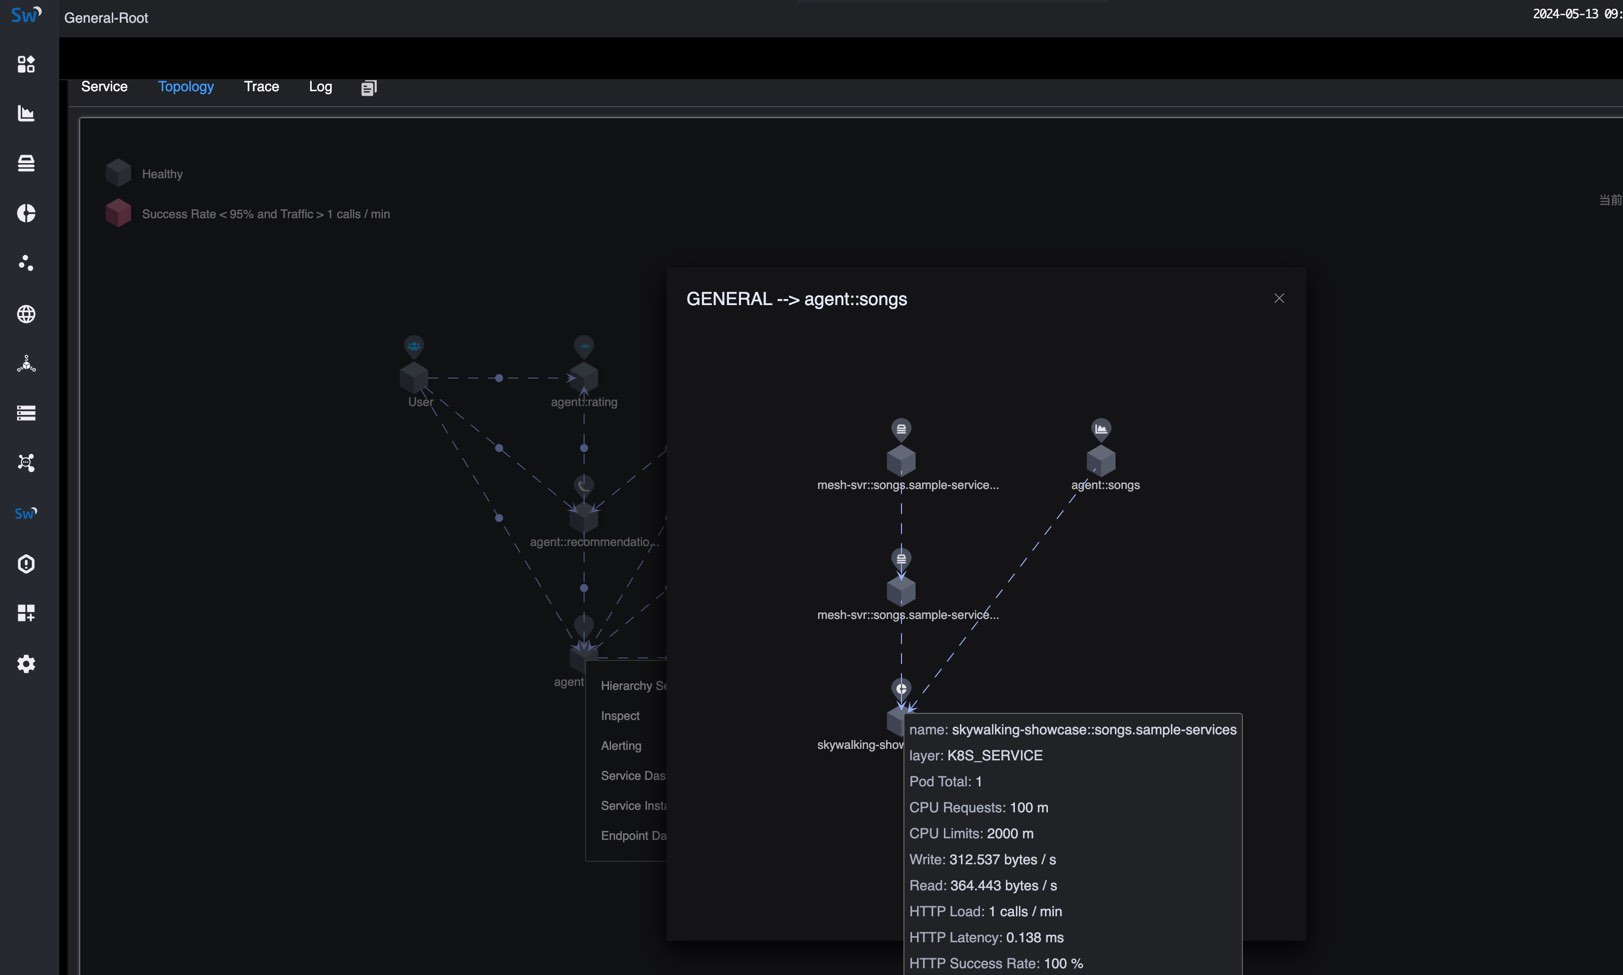 Sw
General-Root
2024-05-13 09:
Service
Topology
Trace
Log
Healthy
Success Rate < 95% and Traffic > 1 calls / min
当前
GENERAL --> agent::songs
User
agent::rating
agent::recommendatio...
agent
Hierarchy Se
Inspect
Alerting
Service Das
Service Insta
Endpoint Da
mesh-svr::songs.sample-service...
agent::songs
mesh-svr::songs.sample-service...
skywalking-show
name: skywalking-showcase::songs.sample-services
layer: K8S_SERVICE
Pod Total: 1
CPU Requests: 100 m
CPU Limits: 2000 m
Write: 312.537 bytes / s
Read: 364.443 bytes / s
HTTP Load: 1 calls / min
HTTP Latency: 0.138 ms
HTTP Success Rate: 100 %
Sw